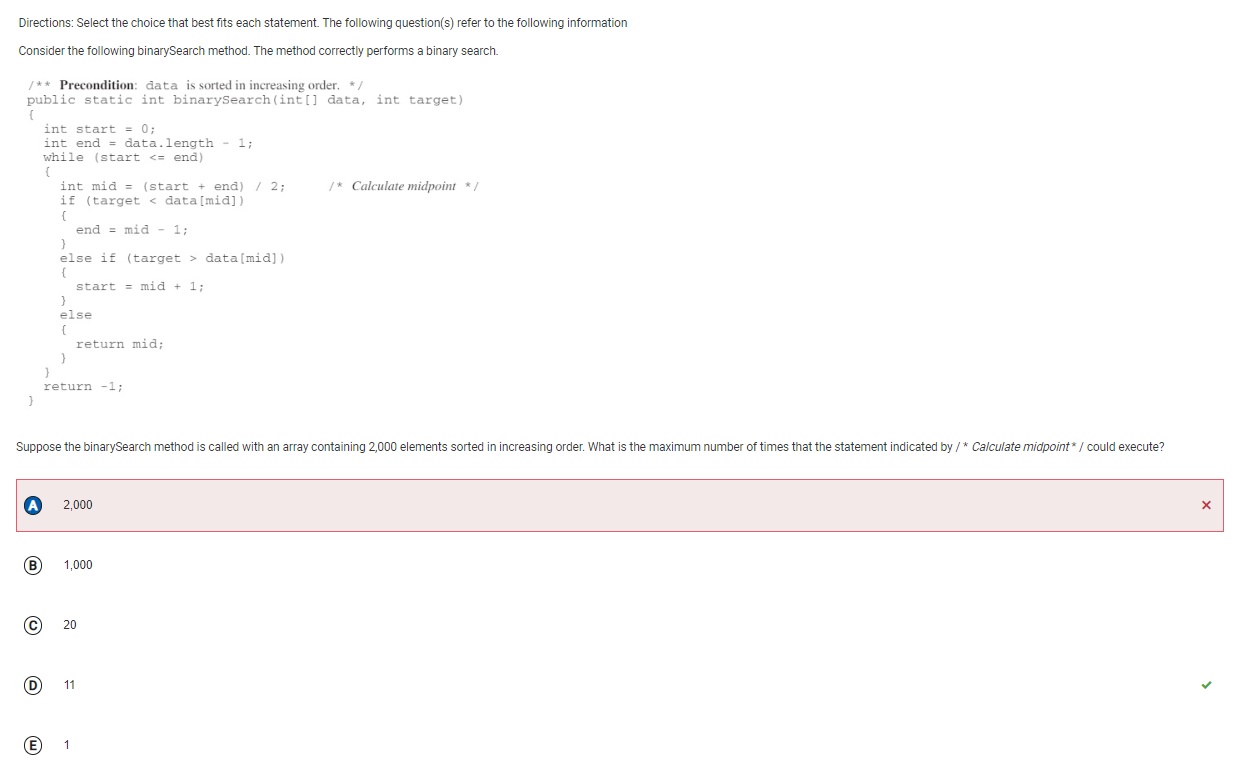 Directions: Select the choice that best fits each statement. The following question(s) refer to the following information
Consider the following binarySearch method. The method correctly performs a binary search.
/** Precondition: data is sorted in increasing order. */
public static int binarySearch(int[] data, int target)
{
int start = 0;
int end = data.length - 1;
while (start <= end)
{
int mid = (start + end) / 2; /* Calculate midpoint */
if (target < data[mid])
{
end = mid - 1;
}
else if (target > data[mid])
{
start = mid + 1;
}
else
{
return mid;
}
}
return -1;
}
Suppose the binarySearch method is called with an array containing 2,000 elements sorted in increasing order. What is the maximum number of times that the statement indicated by / * Calculate midpoint* / could execute?
A 2,000
B 1,000
C 20
D 11
E 1